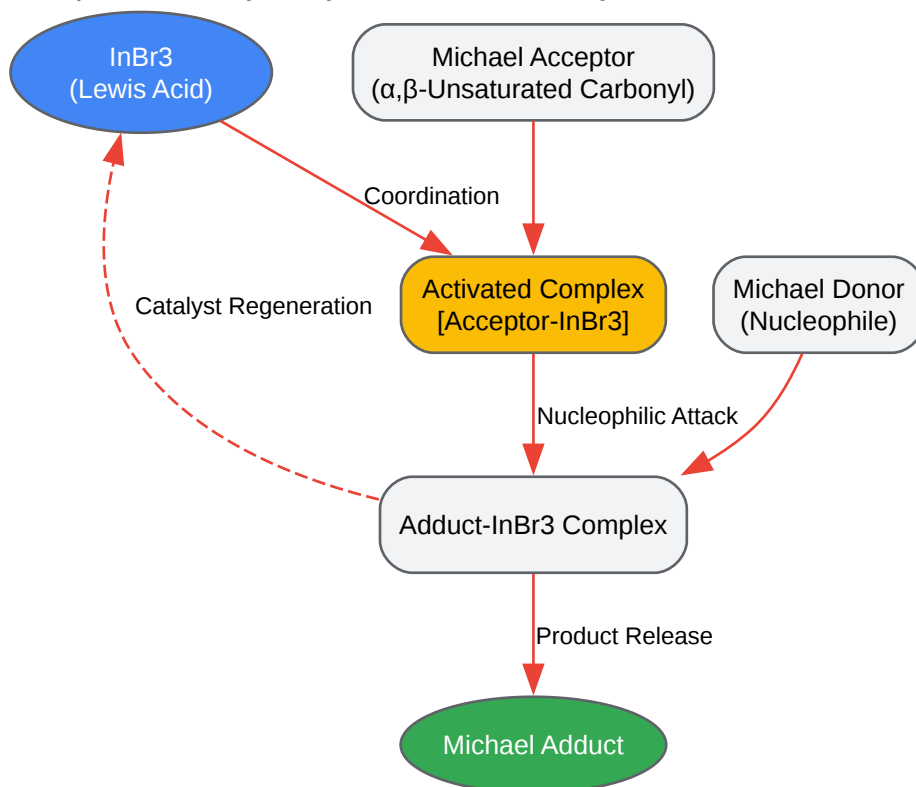 InBr3
(Lewis Acid)
Michael Acceptor
(α,β-Unsaturated Carbonyl)
Coordination
Catalyst Regeneration
Activated Complex
[Acceptor-InBr3]
Michael Donor
(Nucleophile)
Nucleophilic Attack
Adduct-InBr3 Complex
Product Release
Michael Adduct